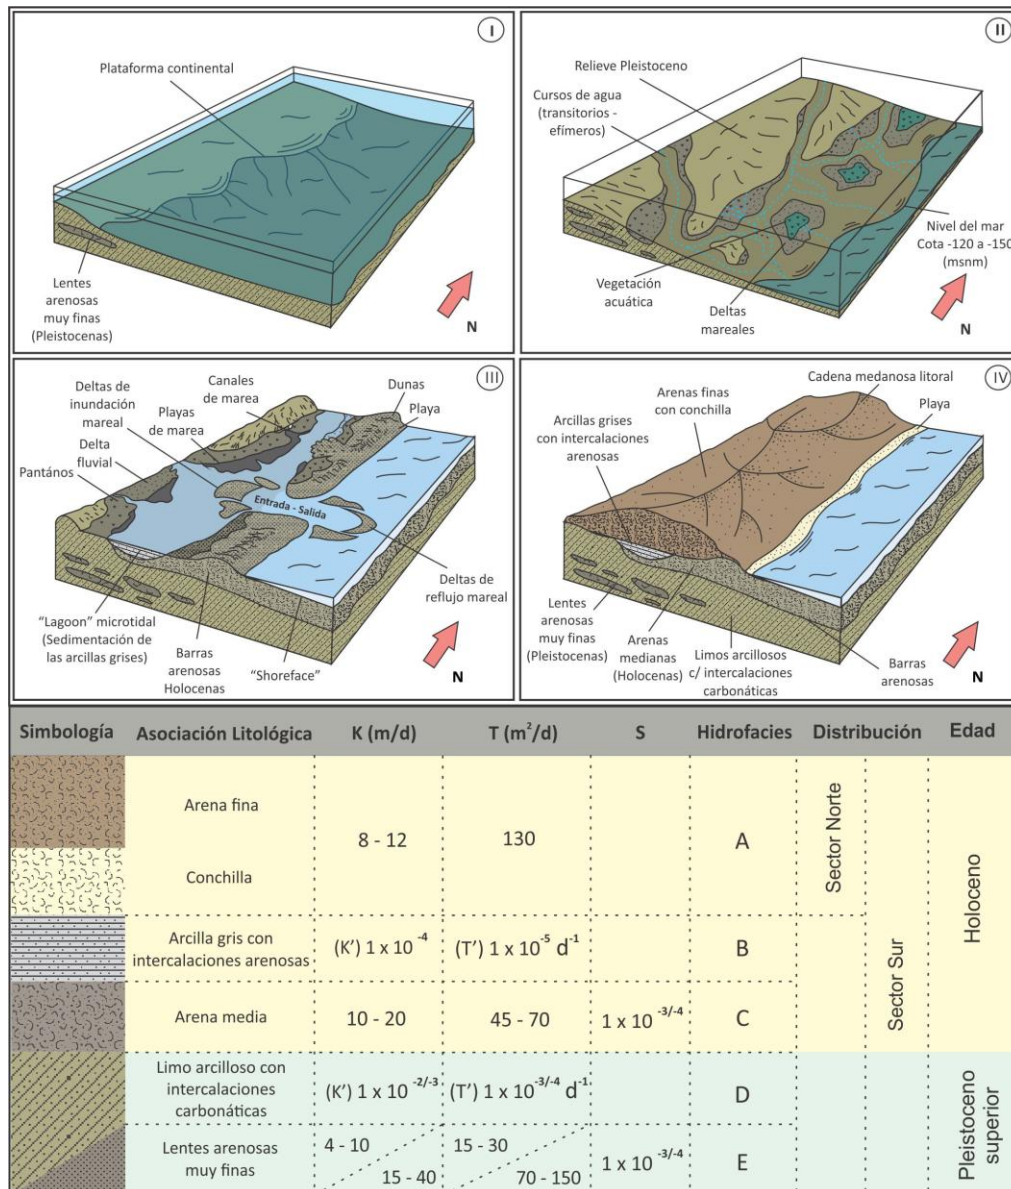 I
Plataforma continental
Lentes
arenosas
muy finas
(Pleistocenas)
N
II
Relieve Pleistoceno
Cursos de agua
(transitorios -
efímeros)
Nivel del mar
Cota -120 a -150
(msnm)
Vegetación
acuática
Deltas
mareales
N
III
Deltas de
inundación
mareal
Canales
de marea
Dunas
Playa
Playas
de marea
Delta
fluvial
Pantános
Entrada - Salida
Deltas de
reflujo mareal
“Lagoon” microtidal
(Sedimentación de
las arcillas grises)
Barras
arenosas
Holocenas
“Shoreface”
N
IV
Cadena medanosa litoral
Arenas finas
con conchilla
Playa
Arcillas grises
con intercalaciones
arenosas
Lentes
arenosas
muy finas
(Pleistocenas)
Arenas
medianas
(Holocenas)
Limos arcillosos
c/ intercalaciones
carbonáticas
Barras
arenosas
N
Simbología Asociación Litológica K (m/d) T (m²/d) S Hidrofacies Distribución Edad
Arena fina
8 - 12 130 A
Conchilla
Sector Norte
Holoceno
Arcilla gris con
intercalaciones arenosas
(K’) 1 x 10 ⁻⁴ (T’) 1 x 10⁻⁵ d⁻¹ B
Sector Sur
Arena media 10 - 20 45 - 70 1 x 10 ⁻³/⁻⁴ C
Limo arcilloso con
intercalaciones
carbonáticas
(K’) 1 x 10 ⁻²/⁻³ (T’) 1 x 10⁻³/⁻⁴ d⁻¹ D
Pleistoceno
superior
Lentes arenosas
muy finas
4 - 10 15 - 30
15 - 40 70 - 150
1 x 10 ⁻³/⁻⁴ E